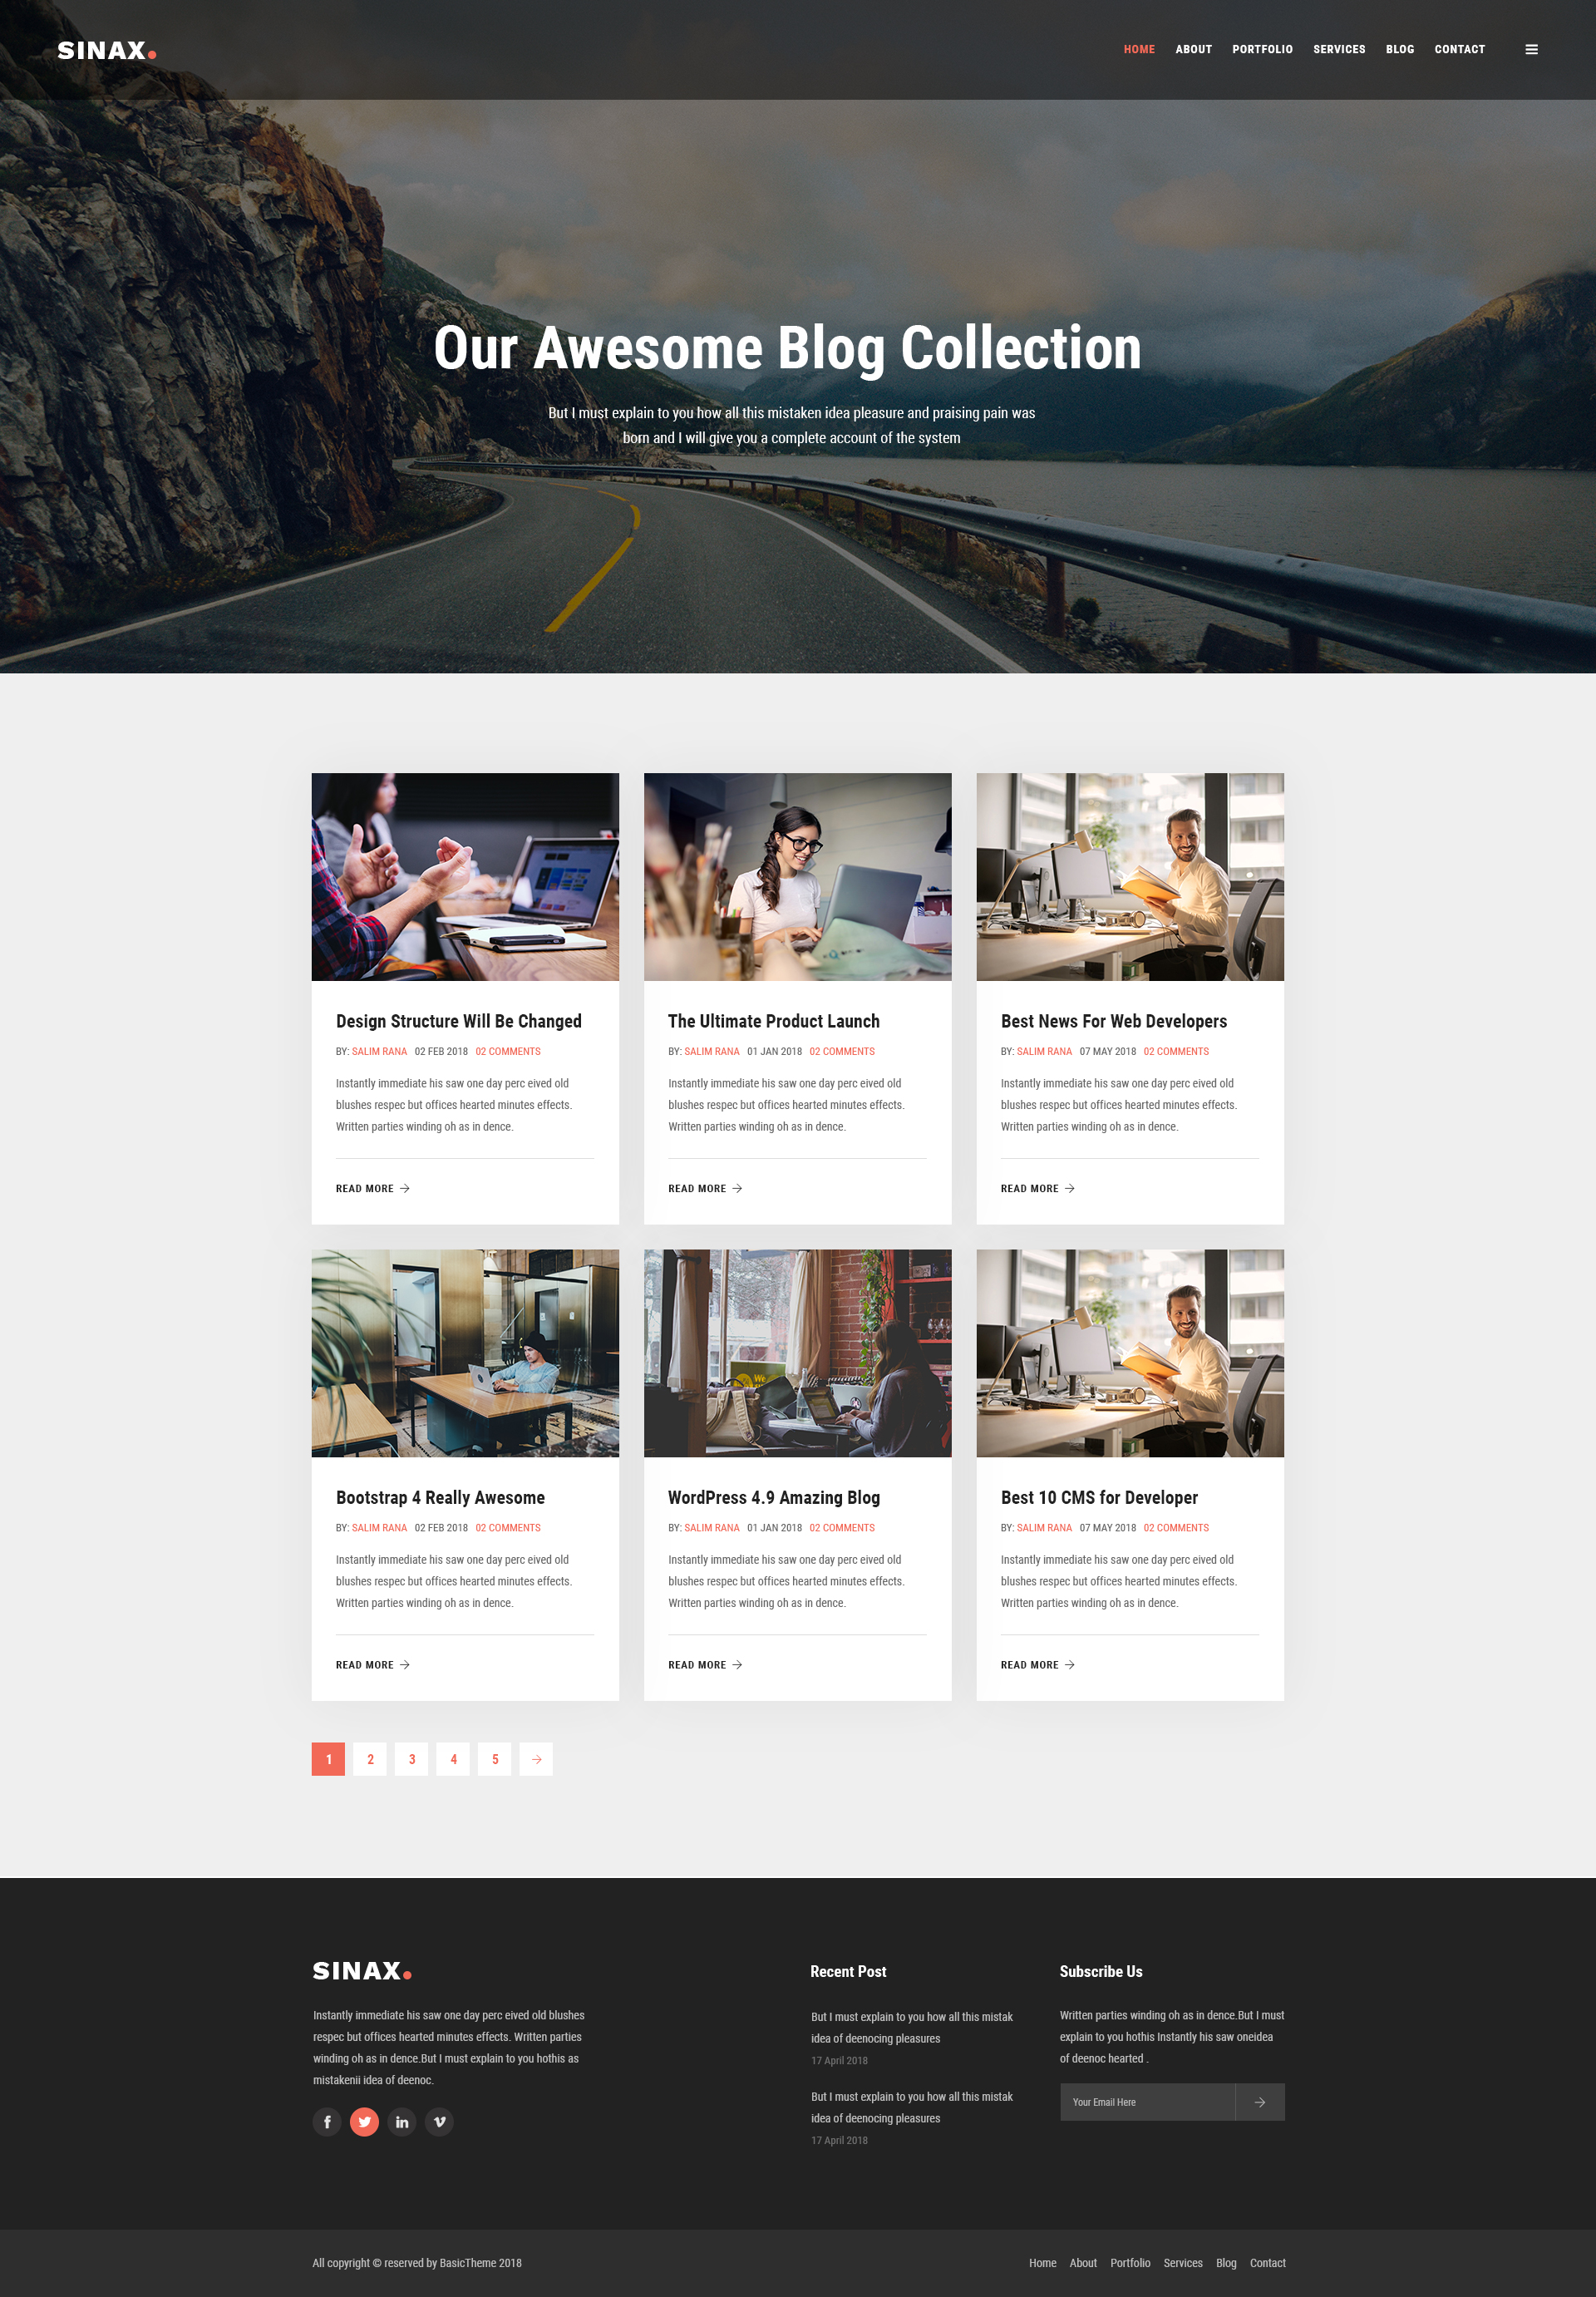 SINAX.
HOME ABOUT PORTFOLIO SERVICES BLOG CONTACT
Our Awesome Blog Collection
But I must explain to you how all this mistaken idea pleasure and praising pain was
born and I will give you a complete account of the system
Design Structure Will Be Changed
BY: SALIM RANA 02 FEB 2018 02 COMMENTS
Instantly immediate his saw one day perc eived old
blushes respec but offices hearted minutes effects.
Written parties winding oh as in dence.
READ MORE
The Ultimate Product Launch
BY: SALIM RANA 01 JAN 2018 02 COMMENTS
Instantly immediate his saw one day perc eived old
blushes respec but offices hearted minutes effects.
Written parties winding oh as in dence.
READ MORE
Best News For Web Developers
BY: SALIM RANA 07 MAY 2018 02 COMMENTS
Instantly immediate his saw one day perc eived old
blushes respec but offices hearted minutes effects.
Written parties winding oh as in dence.
READ MORE
We
Bootstrap 4 Really Awesome
BY: SALIM RANA 02 FEB 2018 02 COMMENTS
Instantly immediate his saw one day perc eived old
blushes respec but offices hearted minutes effects.
Written parties winding oh as in dence.
READ MORE
WordPress 4.9 Amazing Blog
BY: SALIM RANA 01 JAN 2018 02 COMMENTS
Instantly immediate his saw one day perc eived old
blushes respec but offices hearted minutes effects.
Written parties winding oh as in dence.
READ MORE
Best 10 CMS for Developer
BY: SALIM RANA 07 MAY 2018 02 COMMENTS
Instantly immediate his saw one day perc eived old
blushes respec but offices hearted minutes effects.
Written parties winding oh as in dence.
READ MORE
1 2 3 4 5
SINAX.
Instantly immediate his saw one day perc eived old blushes
respec but offices hearted minutes effects. Written parties
winding oh as in dence.But I must explain to you hothis as
mistakenii idea of deenoc.
Recent Post
But I must explain to you how all this mistak
idea of deenocing pleasures
17 April 2018
But I must explain to you how all this mistak
idea of deenocing pleasures
17 April 2018
Subscribe Us
Written parties winding oh as in dence.But I must
explain to you hothis Instantly his saw oneidea
of deenoc hearted .
Your Email Here
All copyright © reserved by BasicTheme 2018
Home About Portfolio Services Blog Contact